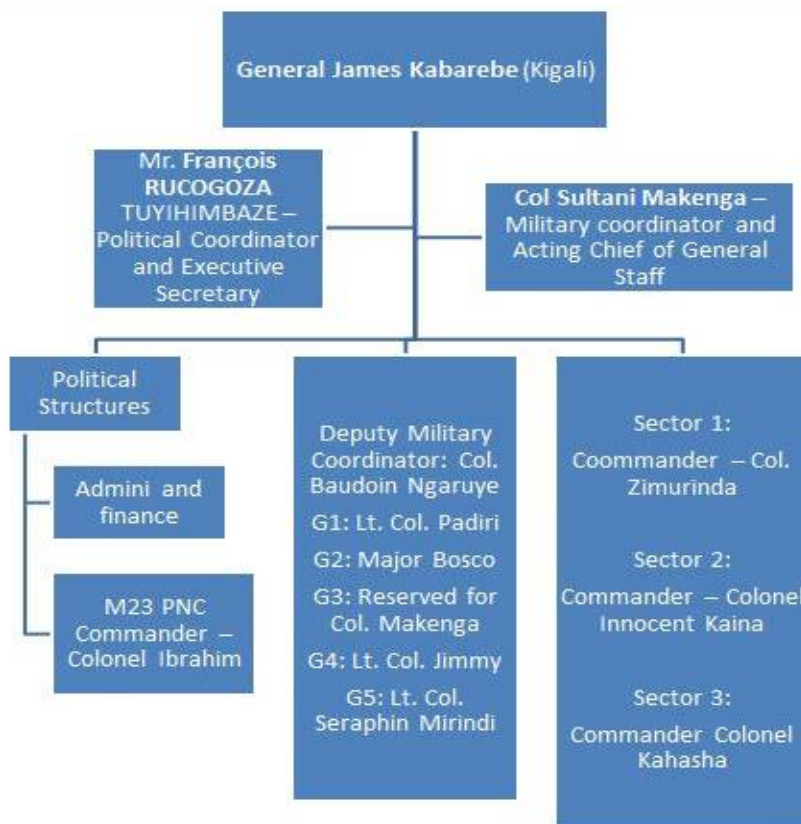 General James Kabarebe (Kigali)
Mr. François
RUCOGOZA
TUYIHIMBAZE –
Political Coordinator
and Executive
Secretary
Col Sultani Makenga –
Military coordinator and
Acting Chief of General
Staff
Political
Structures
Admini and
finance
M23 PNC
Commander –
Colonel Ibrahim
Deputy Military
Coordinator: Col.
Baudoin Ngaruye
G1: Lt. Col. Padiri
G2: Major Bosco
G3: Reserved for
Col. Makenga
G4: Lt. Col. Jimmy
G5: Lt. Col.
Seraphin Mirindi
Sector 1:
Coommander – Col.
Zimurinda
Sector 2:
Commander – Colonel
Innocent Kaina
Sector 3:
Commander Colonel
Kahasha